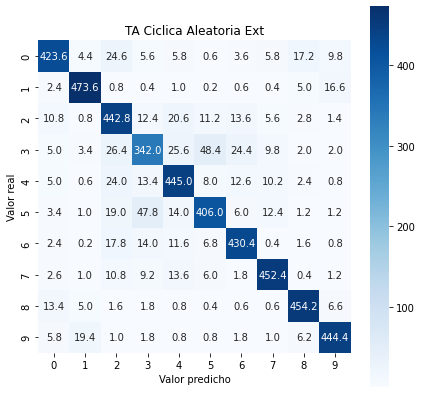 TA Ciclica Aleatoria Ext
0 423.6 4.4 24.6 5.6 5.8 0.6 3.6 5.8 17.2 9.8
1 2.4 473.6 0.8 0.4 1.0 0.2 0.6 0.4 5.0 16.6
2 10.8 0.8 442.8 12.4 20.6 11.2 13.6 5.6 2.8 1.4
3 5.0 3.4 26.4 342.0 25.6 48.4 24.4 9.8 2.0 2.0
4 5.0 0.6 24.0 13.4 445.0 8.0 12.6 10.2 2.4 0.8
5 3.4 1.0 19.0 47.8 14.0 406.0 6.0 12.4 1.2 1.2
6 2.4 0.2 17.8 14.0 11.6 6.8 430.4 0.4 1.6 0.8
7 2.6 1.0 10.8 9.2 13.6 6.0 1.8 452.4 0.4 1.2
8 13.4 5.0 1.6 1.8 0.8 0.4 0.6 0.6 454.2 6.6
9 5.8 19.4 1.0 1.8 0.8 0.8 1.8 1.0 6.2 444.4
0 1 2 3 4 5 6 7 8 9
Valor predicho
Valor real
400
300
200
100